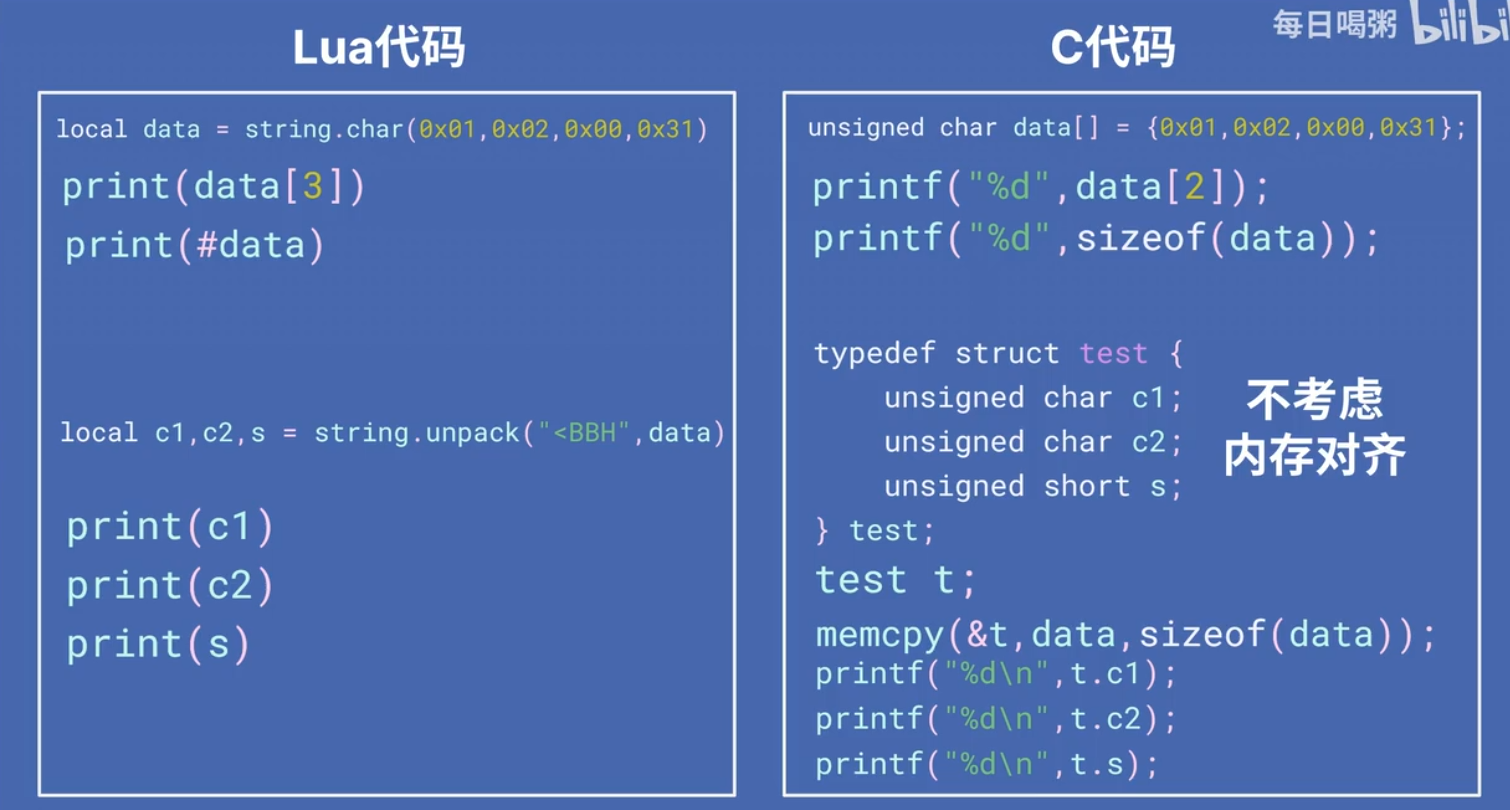 Lua代码
local data = string.char(0x01,0x02,0x00,0x31)
print(data[3])
print(#data)
local c1,c2,s = string.unpack("<BBH",data)
print(c1)
print(c2)
print(s)
C代码
每日喝粥 bilibi
unsigned char data[] = {0x01,0x02,0x00,0x31};
printf("%d",data[2]);
printf("%d",sizeof(data));
typedef struct test {
    unsigned char c1;
    unsigned char c2;
    unsigned short s;
} test;
不考虑
内存对齐
test t;
memcpy(&t,data,sizeof(data));
printf("%d\n",t.c1);
printf("%d\n",t.c2);
printf("%d\n",t.s);